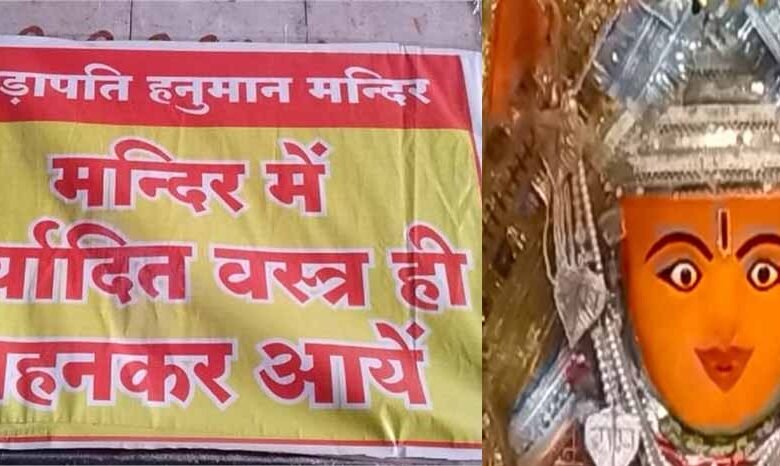 ड़ापति हनुमान मन्दिर
मन्दिर में
र्यादित वस्त्र ही
हनकर आयें